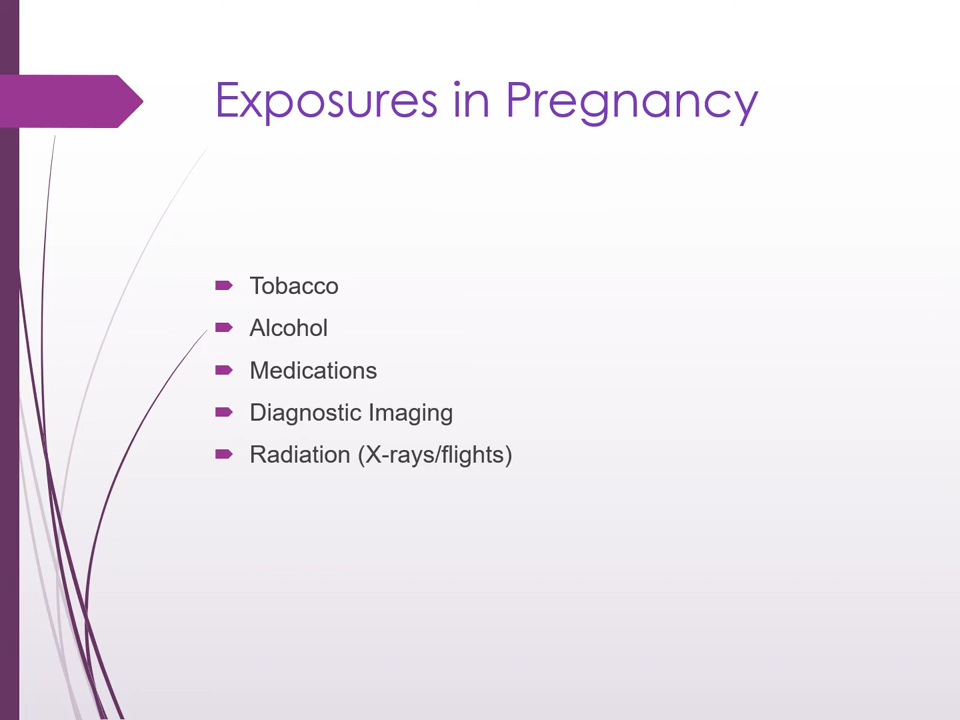 Exposures in Pregnancy
Tobacco
Alcohol
Medications
Diagnostic Imaging
Radiation (X-rays/flights)